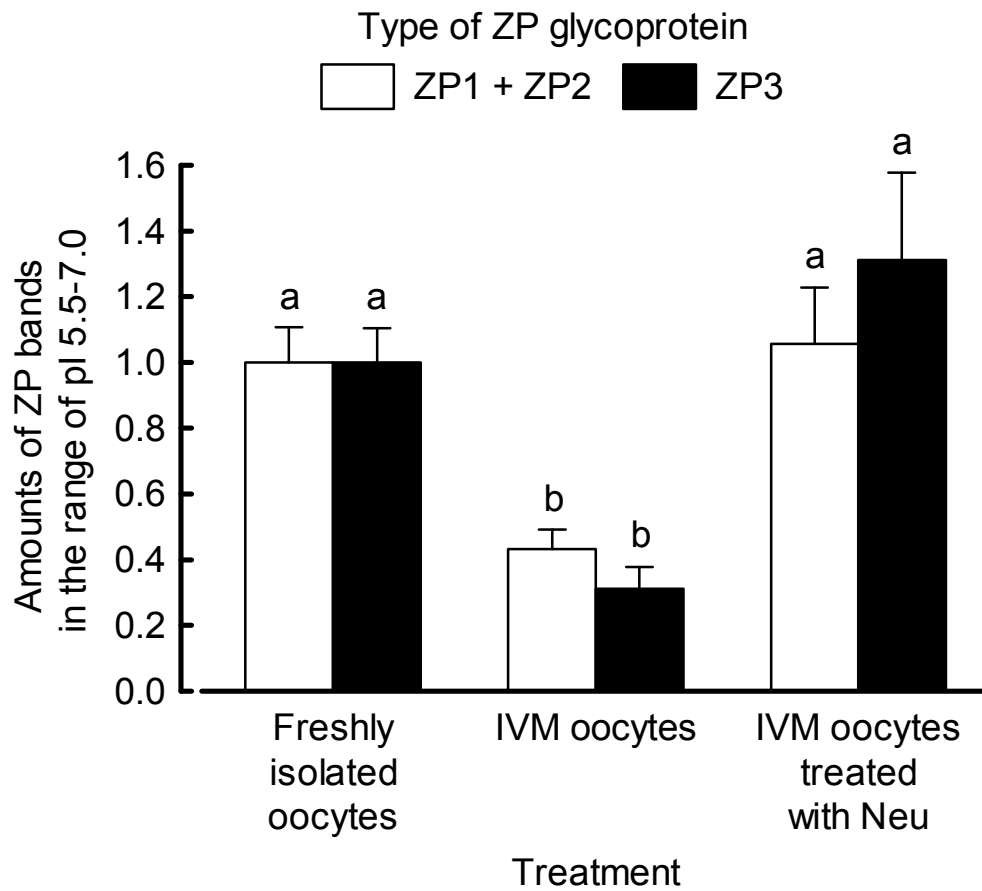 Type of ZP glycoprotein
ZP1 + ZP2 ZP3
Amounts of ZP bands
in the range of pI 5.5-7.0
1.6
1.4
1.2
1.0
0.8
0.6
0.4
0.2
0.0
a a
b b
a a
Freshly
isolated
oocytes
IVM oocytes
IVM oocytes
treated
with Neu
Treatment